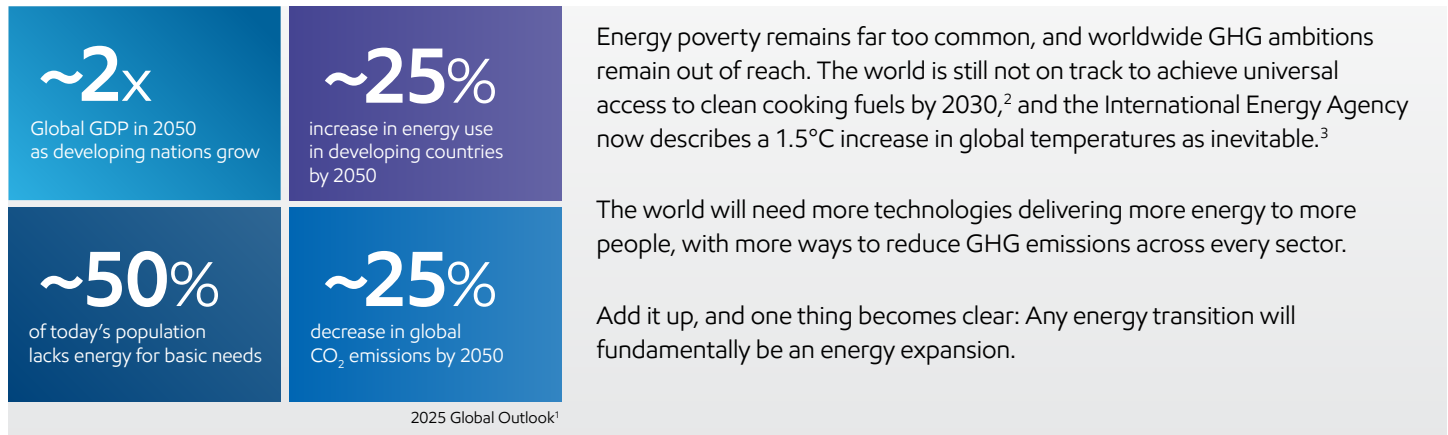 ~2x
Global GDP in 2050
as developing nations grow
~25%
increase in energy use
in developing countries
by 2050
~50%
of today's population
lacks energy for basic needs
~25%
decrease in global
CO₂ emissions by 2050
2025 Global Outlook¹
Energy poverty remains far too common, and worldwide GHG ambitions
remain out of reach. The world is still not on track to achieve universal
access to clean cooking fuels by 2030,² and the International Energy Agency
now describes a 1.5°C increase in global temperatures as inevitable.³
The world will need more technologies delivering more energy to more
people, with more ways to reduce GHG emissions across every sector.
Add it up, and one thing becomes clear: Any energy transition will
fundamentally be an energy expansion.